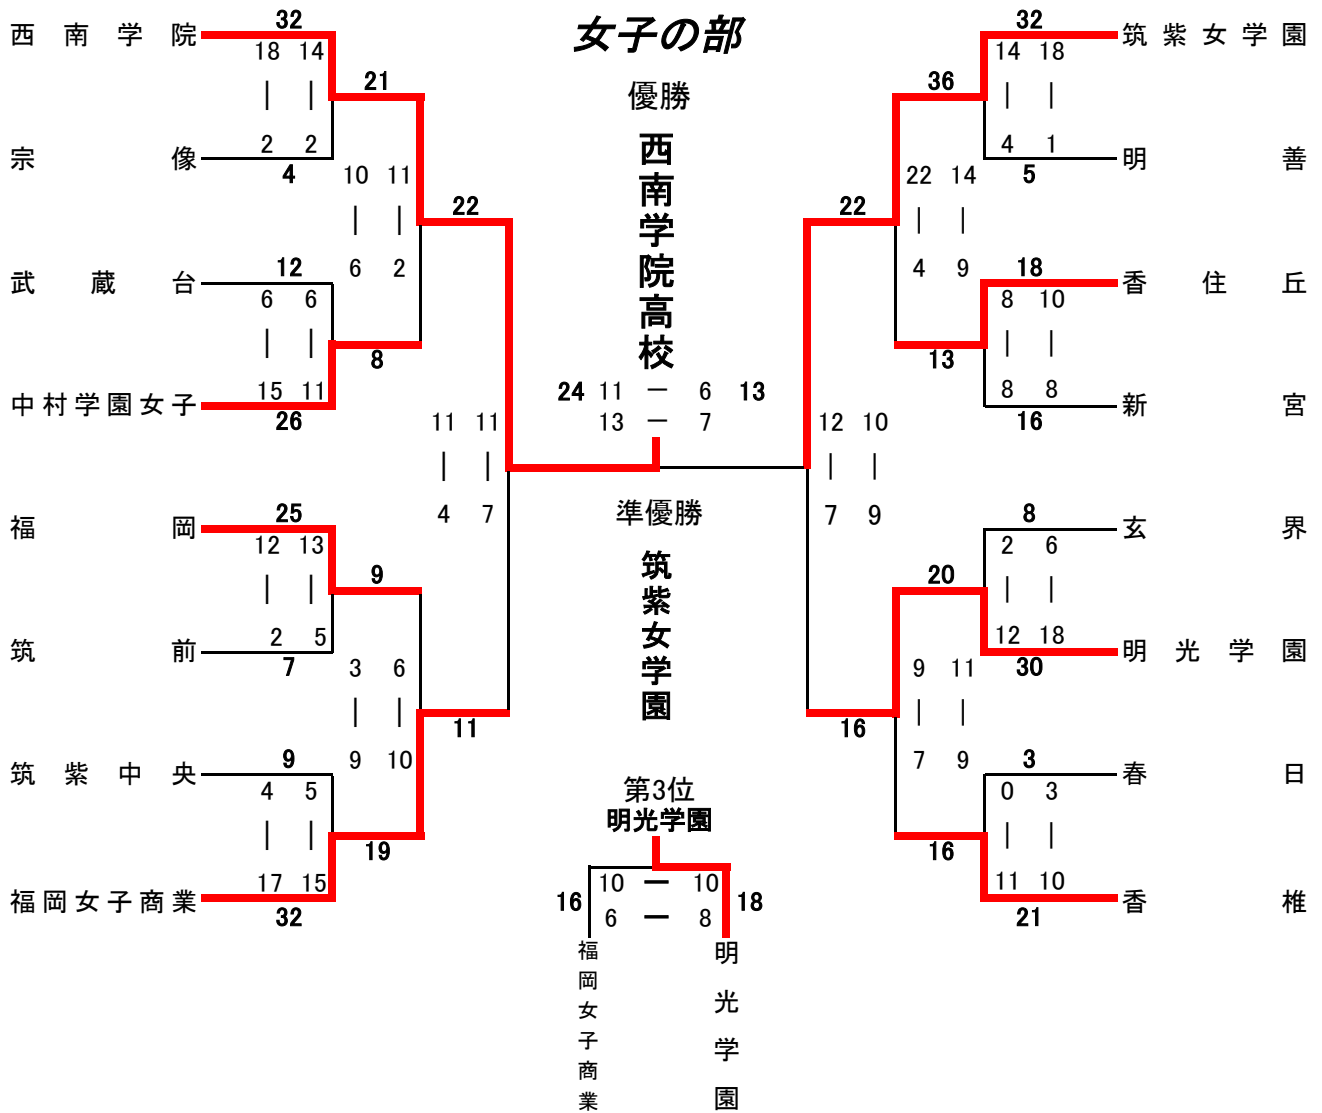 女子の部
優勝
西南学院高校
24 11 － 6 13
13 － 7
準優勝
筑紫女学園
第3位
明光学園
16 10 － 10 18
6 － 8
福岡女子商業
明光学園
西南学院
32
18 14
| |
2 2
4
宗像
武蔵台
12
6 6
| |
15 11
26
中村学園女子
21
10 11
| |
6 2
8
福岡
25
12 13
| |
2 5
7
筑前
筑紫中央
9
4 5
| |
17 15
32
福岡女子商業
9
3 6
| |
9 10
19
22
11 11
| |
4 7
11
筑紫女学園
32
14 18
| |
4 1
5
明善
香住丘
18
8 10
| |
8 8
16
新宮
36
22 14
| |
4 9
13
玄界
8
2 6
| |
12 18
30
明光学園
春日
3
0 3
| |
11 10
21
香椎
20
9 11
| |
7 9
16
22
12 10
| |
7 9
16